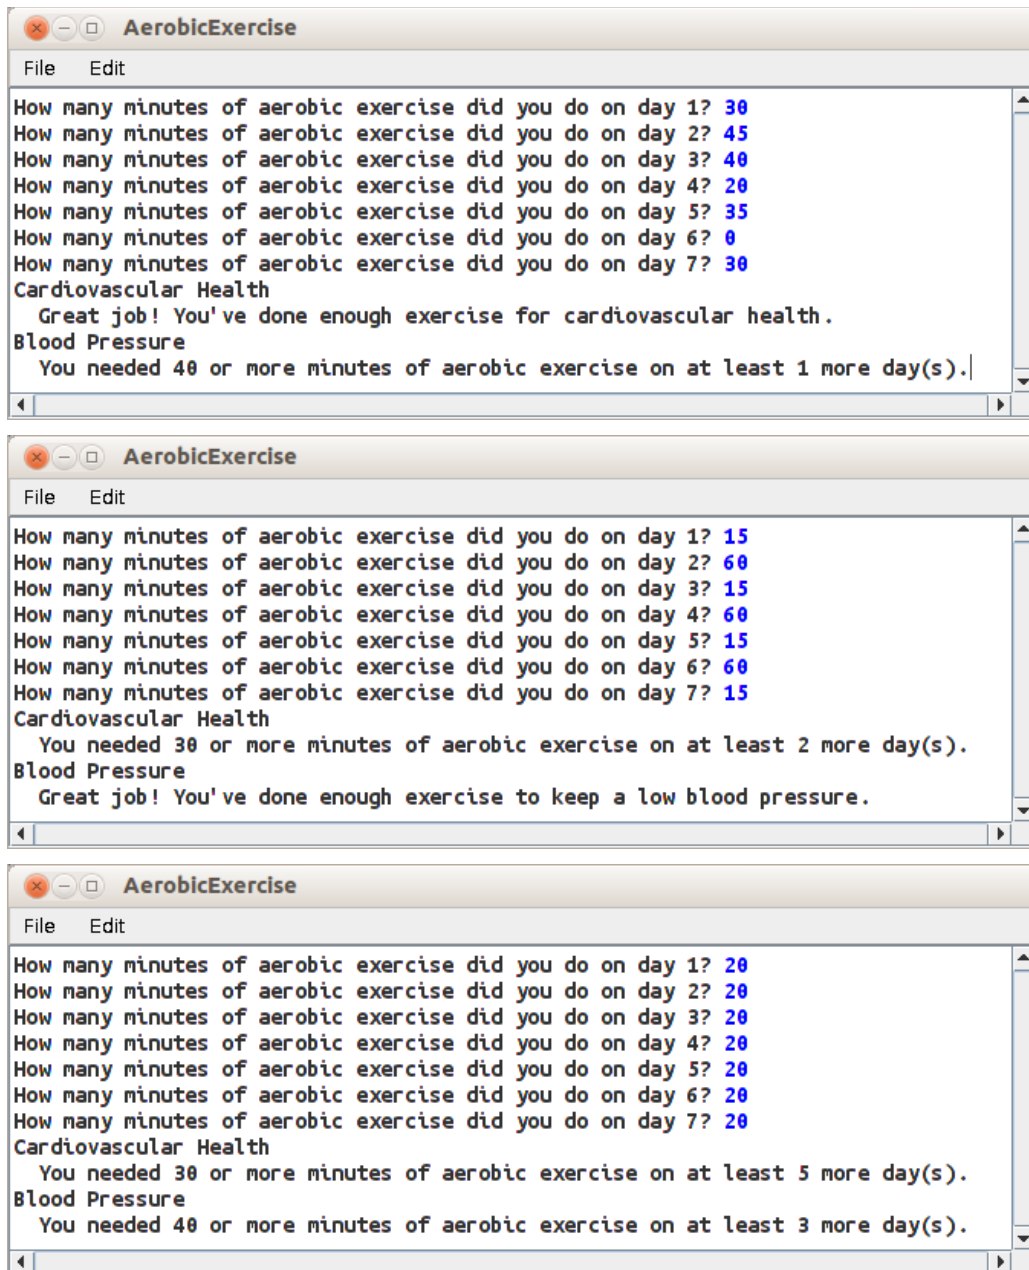 AerobicExercise
File Edit
How many minutes of aerobic exercise did you do on day 1? 30
How many minutes of aerobic exercise did you do on day 2? 45
How many minutes of aerobic exercise did you do on day 3? 40
How many minutes of aerobic exercise did you do on day 4? 20
How many minutes of aerobic exercise did you do on day 5? 35
How many minutes of aerobic exercise did you do on day 6? 0
How many minutes of aerobic exercise did you do on day 7? 30
Cardiovascular Health
  Great job! You've done enough exercise for cardiovascular health.
Blood Pressure
  You needed 40 or more minutes of aerobic exercise on at least 1 more day(s).
AerobicExercise
File Edit
How many minutes of aerobic exercise did you do on day 1? 15
How many minutes of aerobic exercise did you do on day 2? 60
How many minutes of aerobic exercise did you do on day 3? 15
How many minutes of aerobic exercise did you do on day 4? 60
How many minutes of aerobic exercise did you do on day 5? 15
How many minutes of aerobic exercise did you do on day 6? 60
How many minutes of aerobic exercise did you do on day 7? 15
Cardiovascular Health
  You needed 30 or more minutes of aerobic exercise on at least 2 more day(s).
Blood Pressure
  Great job! You've done enough exercise to keep a low blood pressure.
AerobicExercise
File Edit
How many minutes of aerobic exercise did you do on day 1? 20
How many minutes of aerobic exercise did you do on day 2? 20
How many minutes of aerobic exercise did you do on day 3? 20
How many minutes of aerobic exercise did you do on day 4? 20
How many minutes of aerobic exercise did you do on day 5? 20
How many minutes of aerobic exercise did you do on day 6? 20
How many minutes of aerobic exercise did you do on day 7? 20
Cardiovascular Health
  You needed 30 or more minutes of aerobic exercise on at least 5 more day(s).
Blood Pressure
  You needed 40 or more minutes of aerobic exercise on at least 3 more day(s).